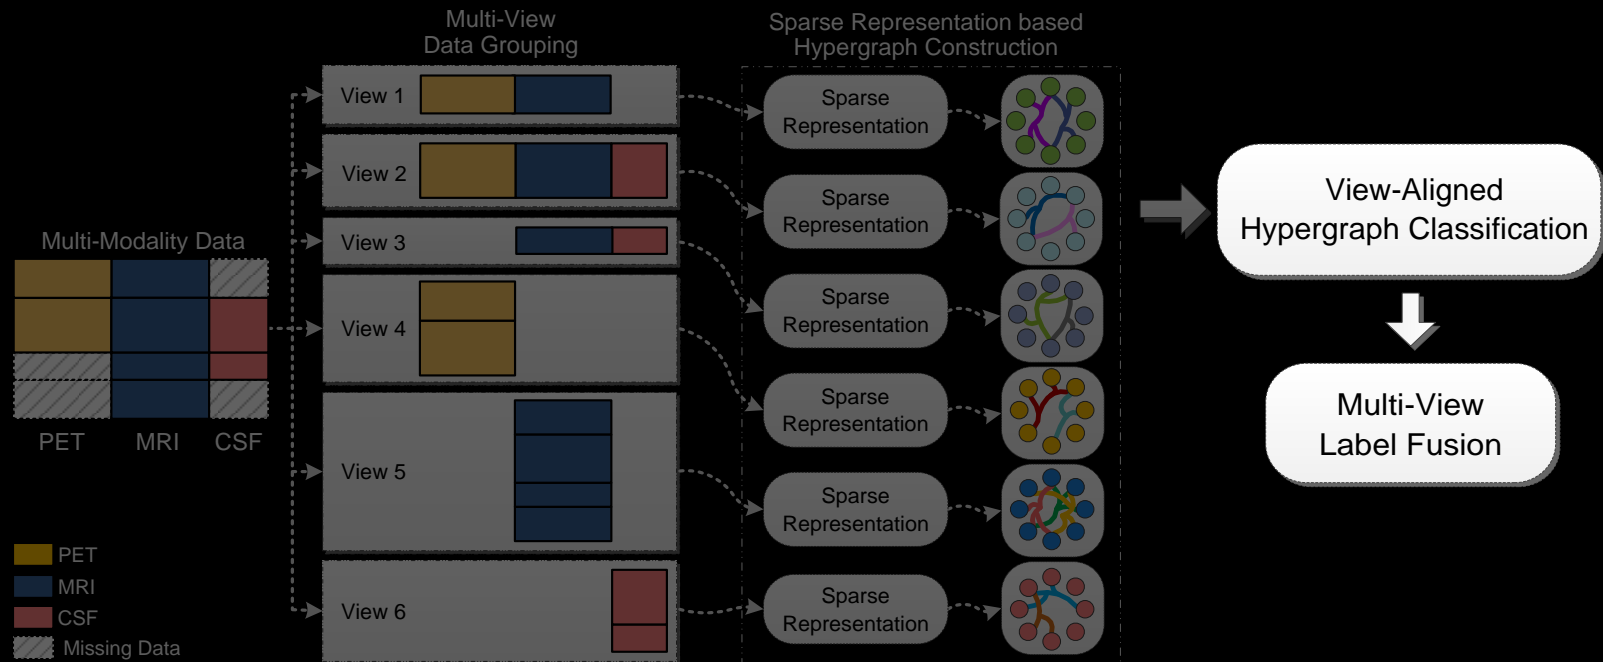 Multi-View
Data Grouping
Sparse Representation based
Hypergraph Construction
View 1
Sparse
Representation
View 2
Sparse
Representation
View-Aligned
Hypergraph Classification
Multi-Modality Data
View 3
View 4
Sparse
Representation
Sparse
Representation
Multi-View
Label Fusion
PET
MRI
CSF
View 5
Sparse
Representation
PET
MRI
CSF
Missing Data
View 6
Sparse
Representation